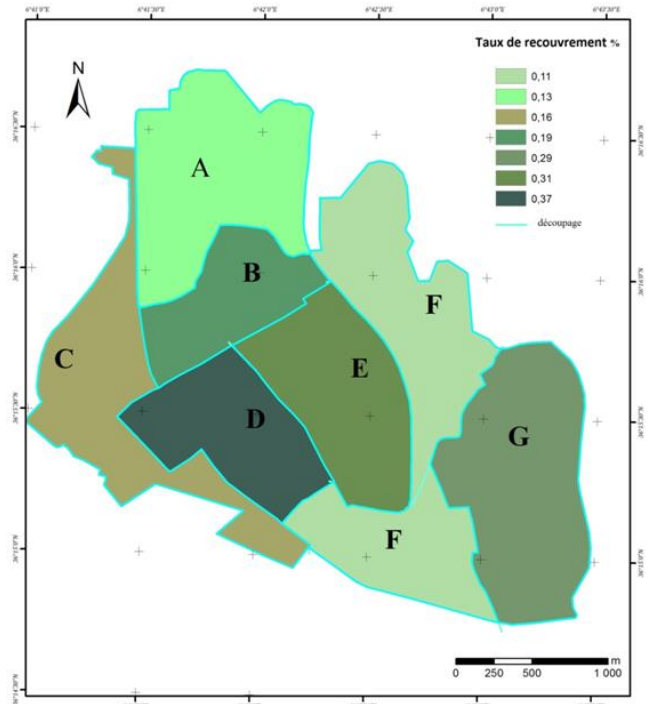 6°41'0"E
6°41'30"E
6°42'0"E
6°42'30"E
6°43'0"E
6°43'30"E
Taux de recouvrement %
0,11
0,13
0,16
0,19
0,29
0,31
0,37
découpage
N
A
B
C
D
E
F
G
F
m
0 250 500 1 000